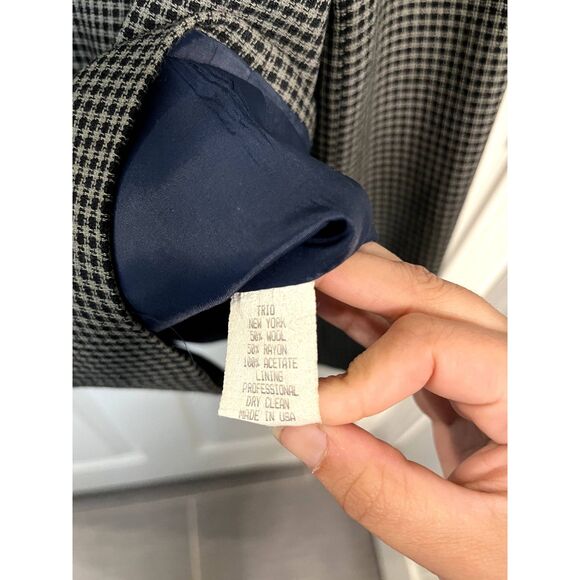 TRIO
NEW YORK
50% WOOL
50% RAYON
100% ACETATE
LINING
PROFESSIONAL
DRY CLEAN
MADE IN USA